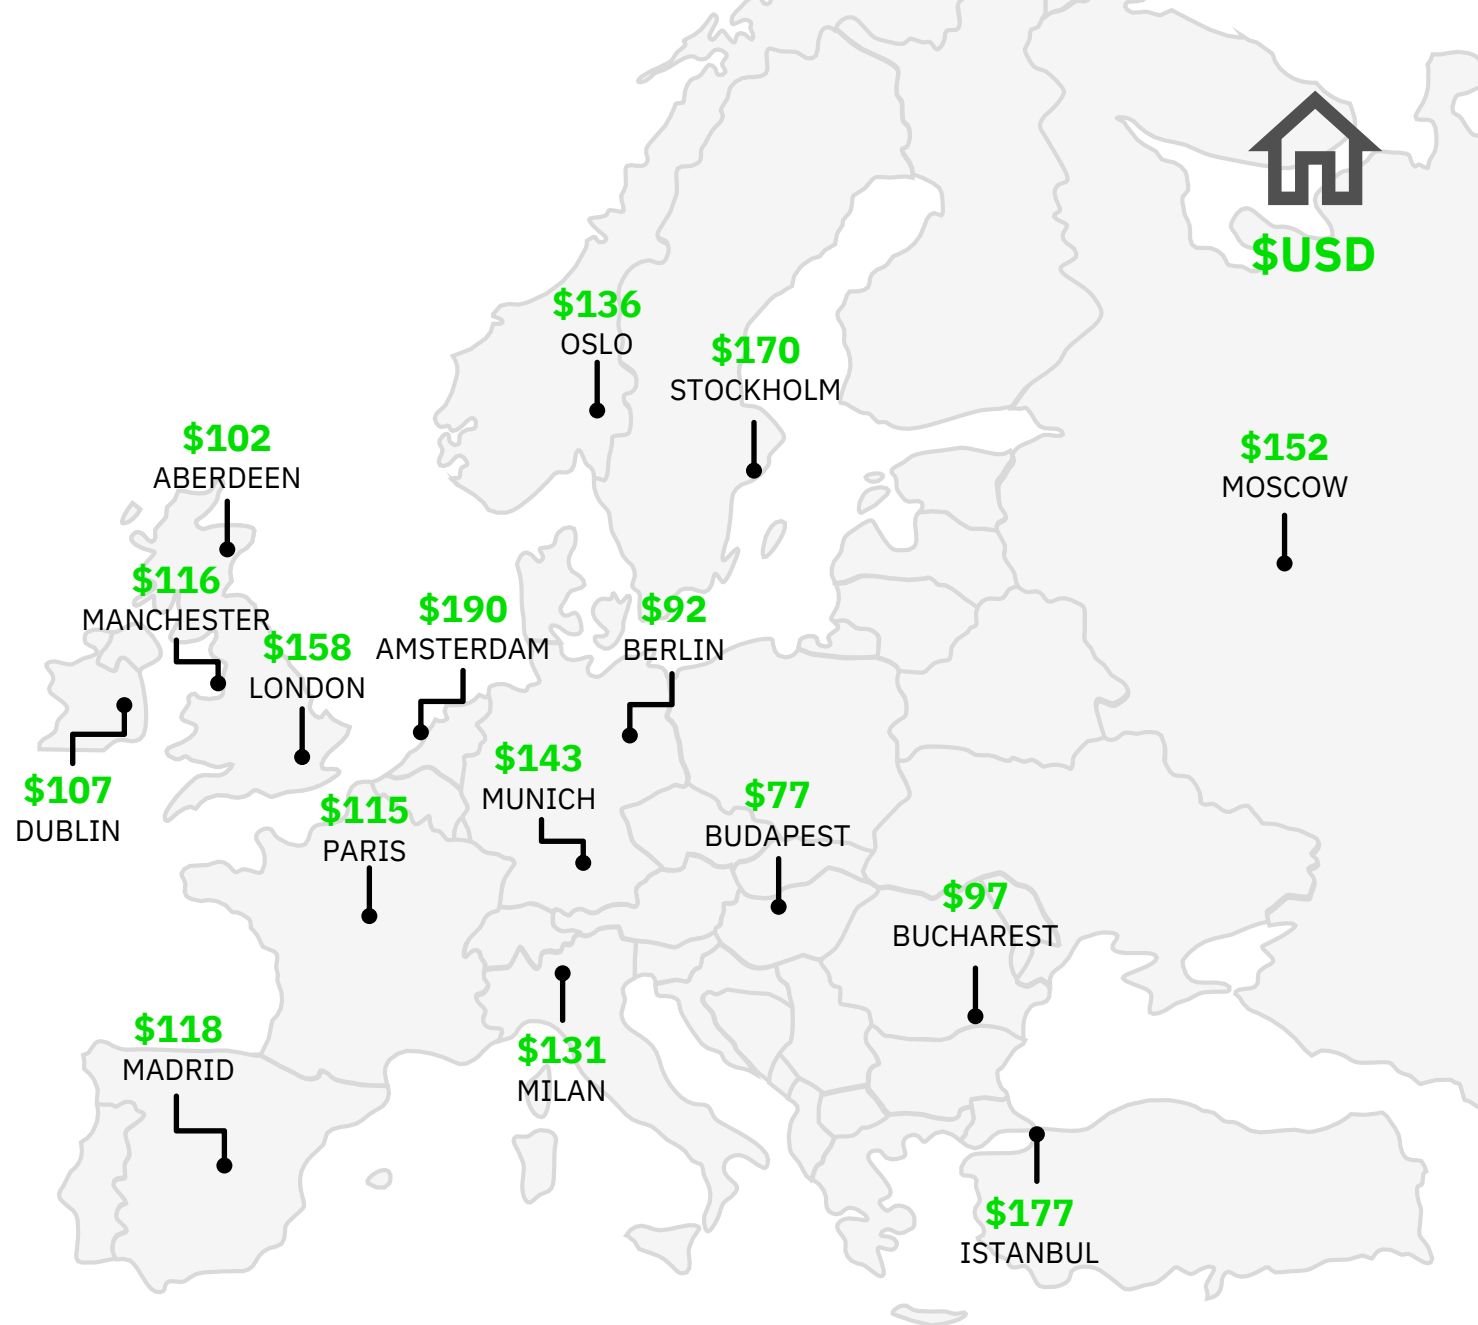 $USD
$136
OSLO
$170
STOCKHOLM
$102
ABERDEEN
$152
MOSCOW
$116
MANCHESTER
$190
AMSTERDAM
$92
BERLIN
$158
LONDON
$143
MUNICH
$107
DUBLIN
$115
PARIS
$77
BUDAPEST
$97
BUCHAREST
$118
MADRID
$131
MILAN
$177
ISTANBUL